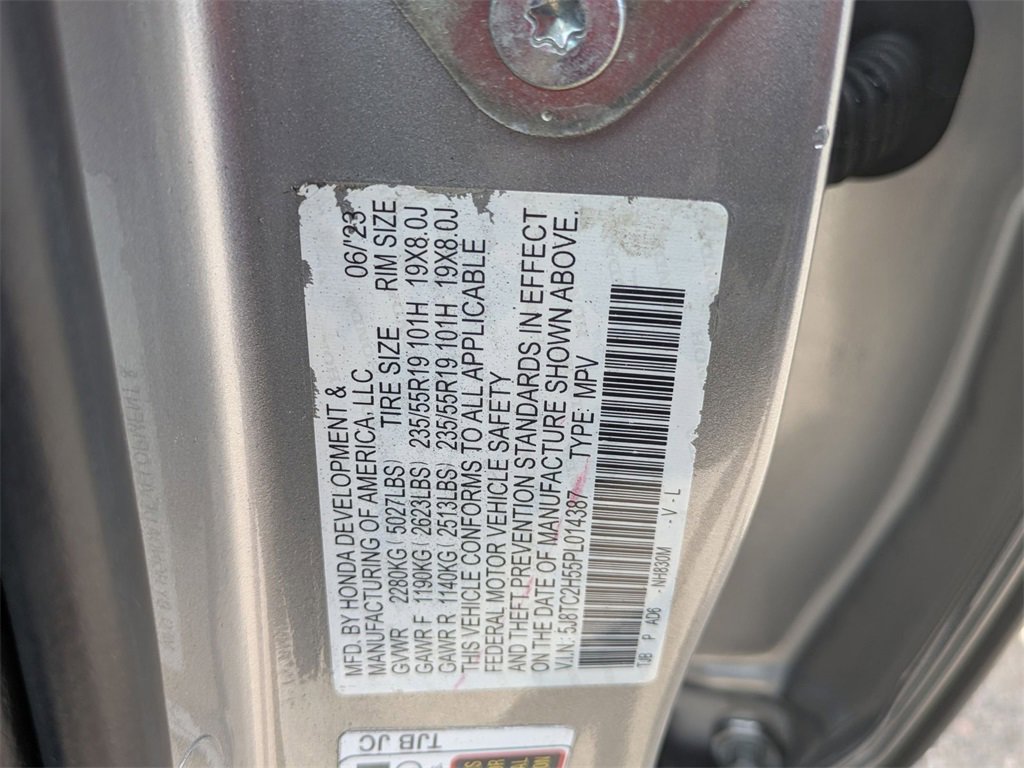 MFD. BY HONDA DEVELOPMENT & 06/'23
MANUFACTURING OF AMERICA, LLC TIRE SIZE RIM SIZE
GVWR 2280KG ( 5027LBS)
GAWR F 1190KG ( 2623LBS) 235/55R19 101H 19X8.0J
GAWR R 1140KG ( 2513LBS) 235/55R19 101H 19X8.0J
THIS VEHICLE CONFORMS TO ALL APPLICABLE
FEDERAL MOTOR VEHICLE SAFETY
AND THEFT PREVENTION STANDARDS IN EFFECT
ON THE DATE OF MANUFACTURE SHOWN ABOVE.
V.I.N: 5J8TC2H55PL014387 TYPE: MPV
TJB P AD6 - NH830M - V - L
TJB JC